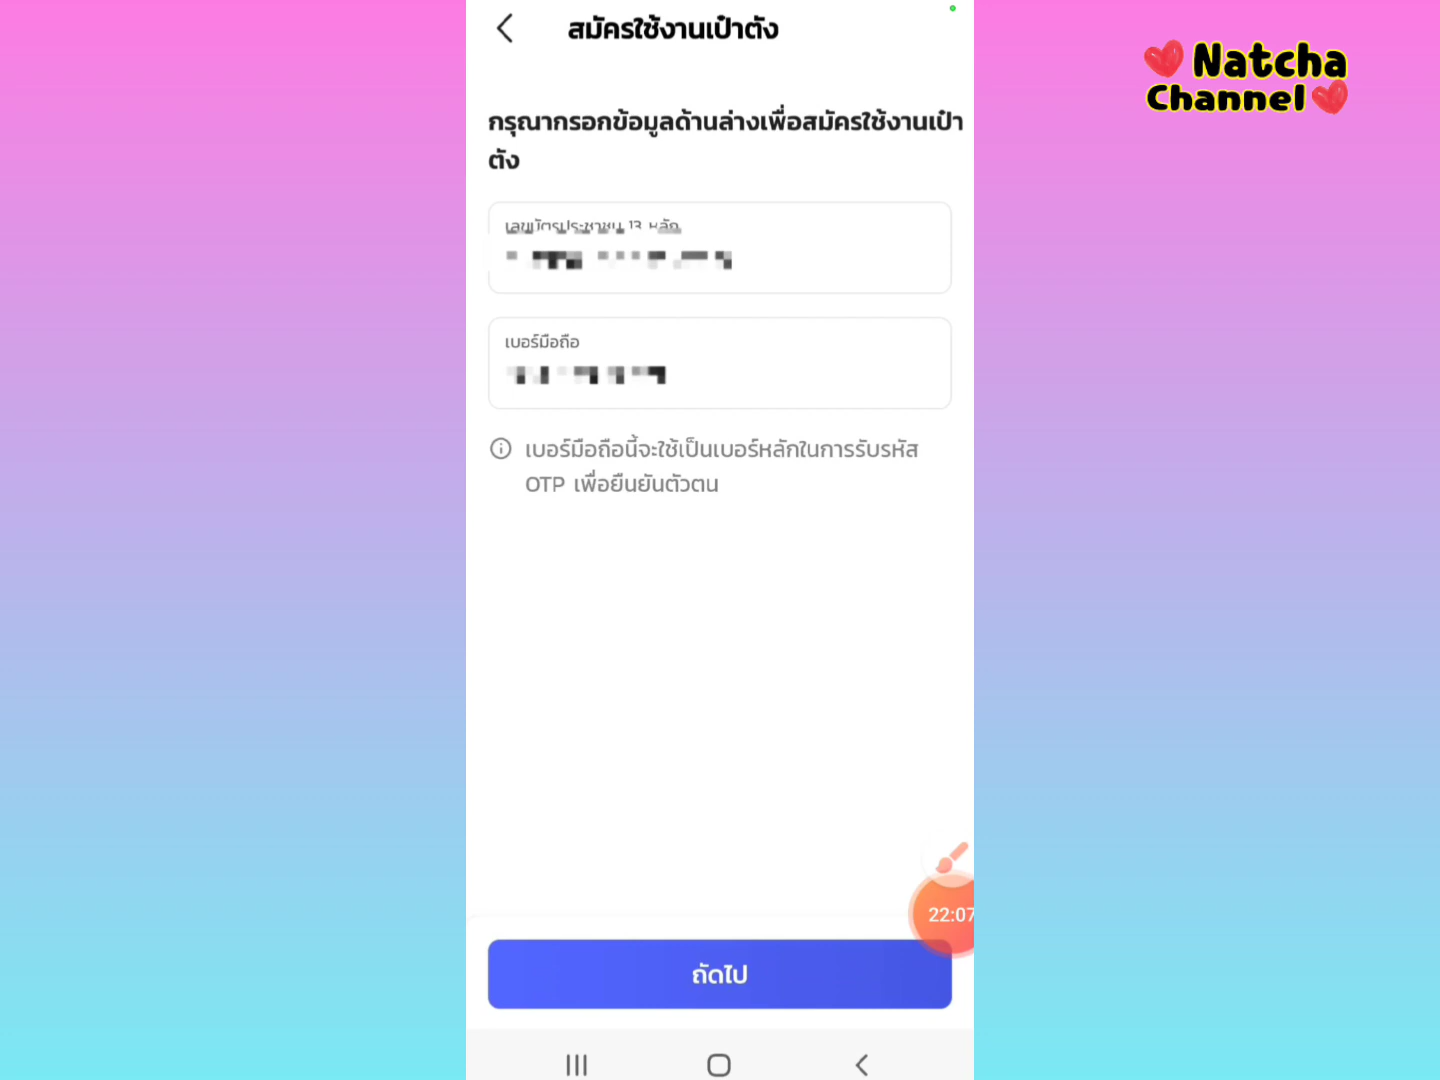 สมัครใช้งานเป๋าตัง
Natcha
Channel
กรุณากรอกข้อมูลด้านล่างเพื่อสมัครใช้งานเป๋า
ตัง
เลขบัตรประชาชน 13 หลัก
เบอร์มือถือ
เบอร์มือถือนี้จะใช้เป็นเบอร์หลักในการรับรหัส
OTP เพื่อยืนยันตัวตน
22:07
ถัดไป